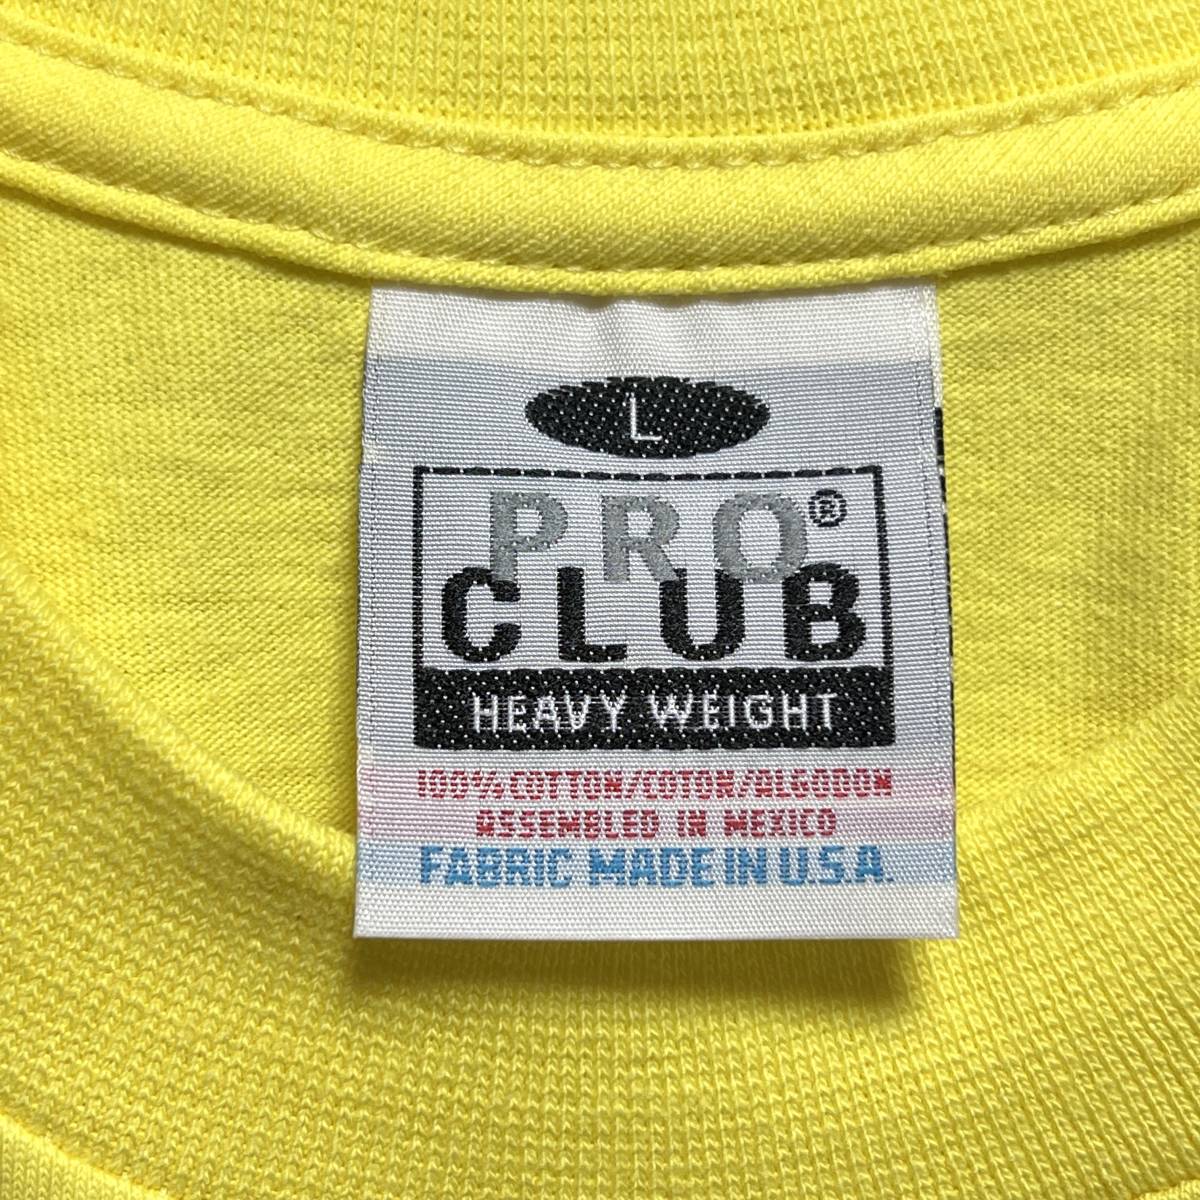 L
PRO®
CLUB
HEAVY WEIGHT
100% COTTON/COTON/ALGODON
ASSEMBLED IN MEXICO
FABRIC MADE IN U.S.A.